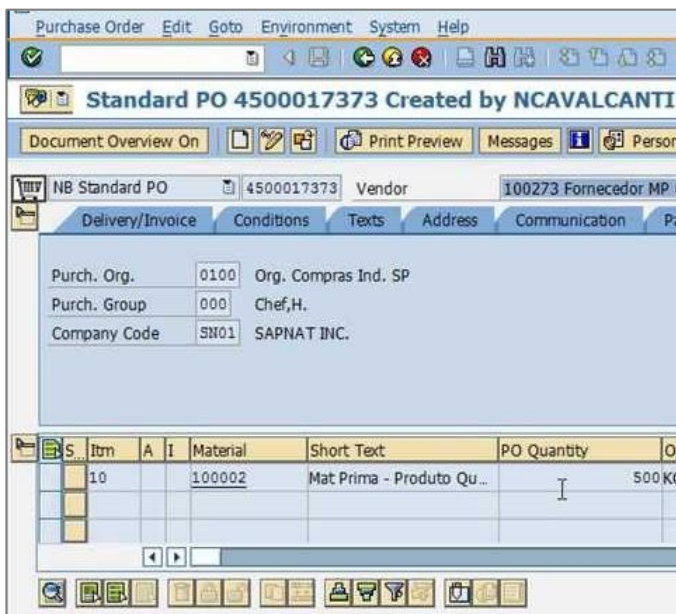 Purchase Order Edit Goto Environment System Help
Standard PO 4500017373 Created by NCAVALCANTI
Document Overview On Print Preview Messages Person
NB Standard PO 4500017373 Vendor 100273 Fornecedor MP
Delivery/Invoice Conditions Texts Address Communication Pa
Purch. Org. 0100 Org. Compras Ind. SP
Purch. Group 000 Chef,H.
Company Code SN01 SAPNAT INC.
S.. Itm A I Material Short Text PO Quantity O
10 100002 Mat Prima - Produto Qu... 500 KG